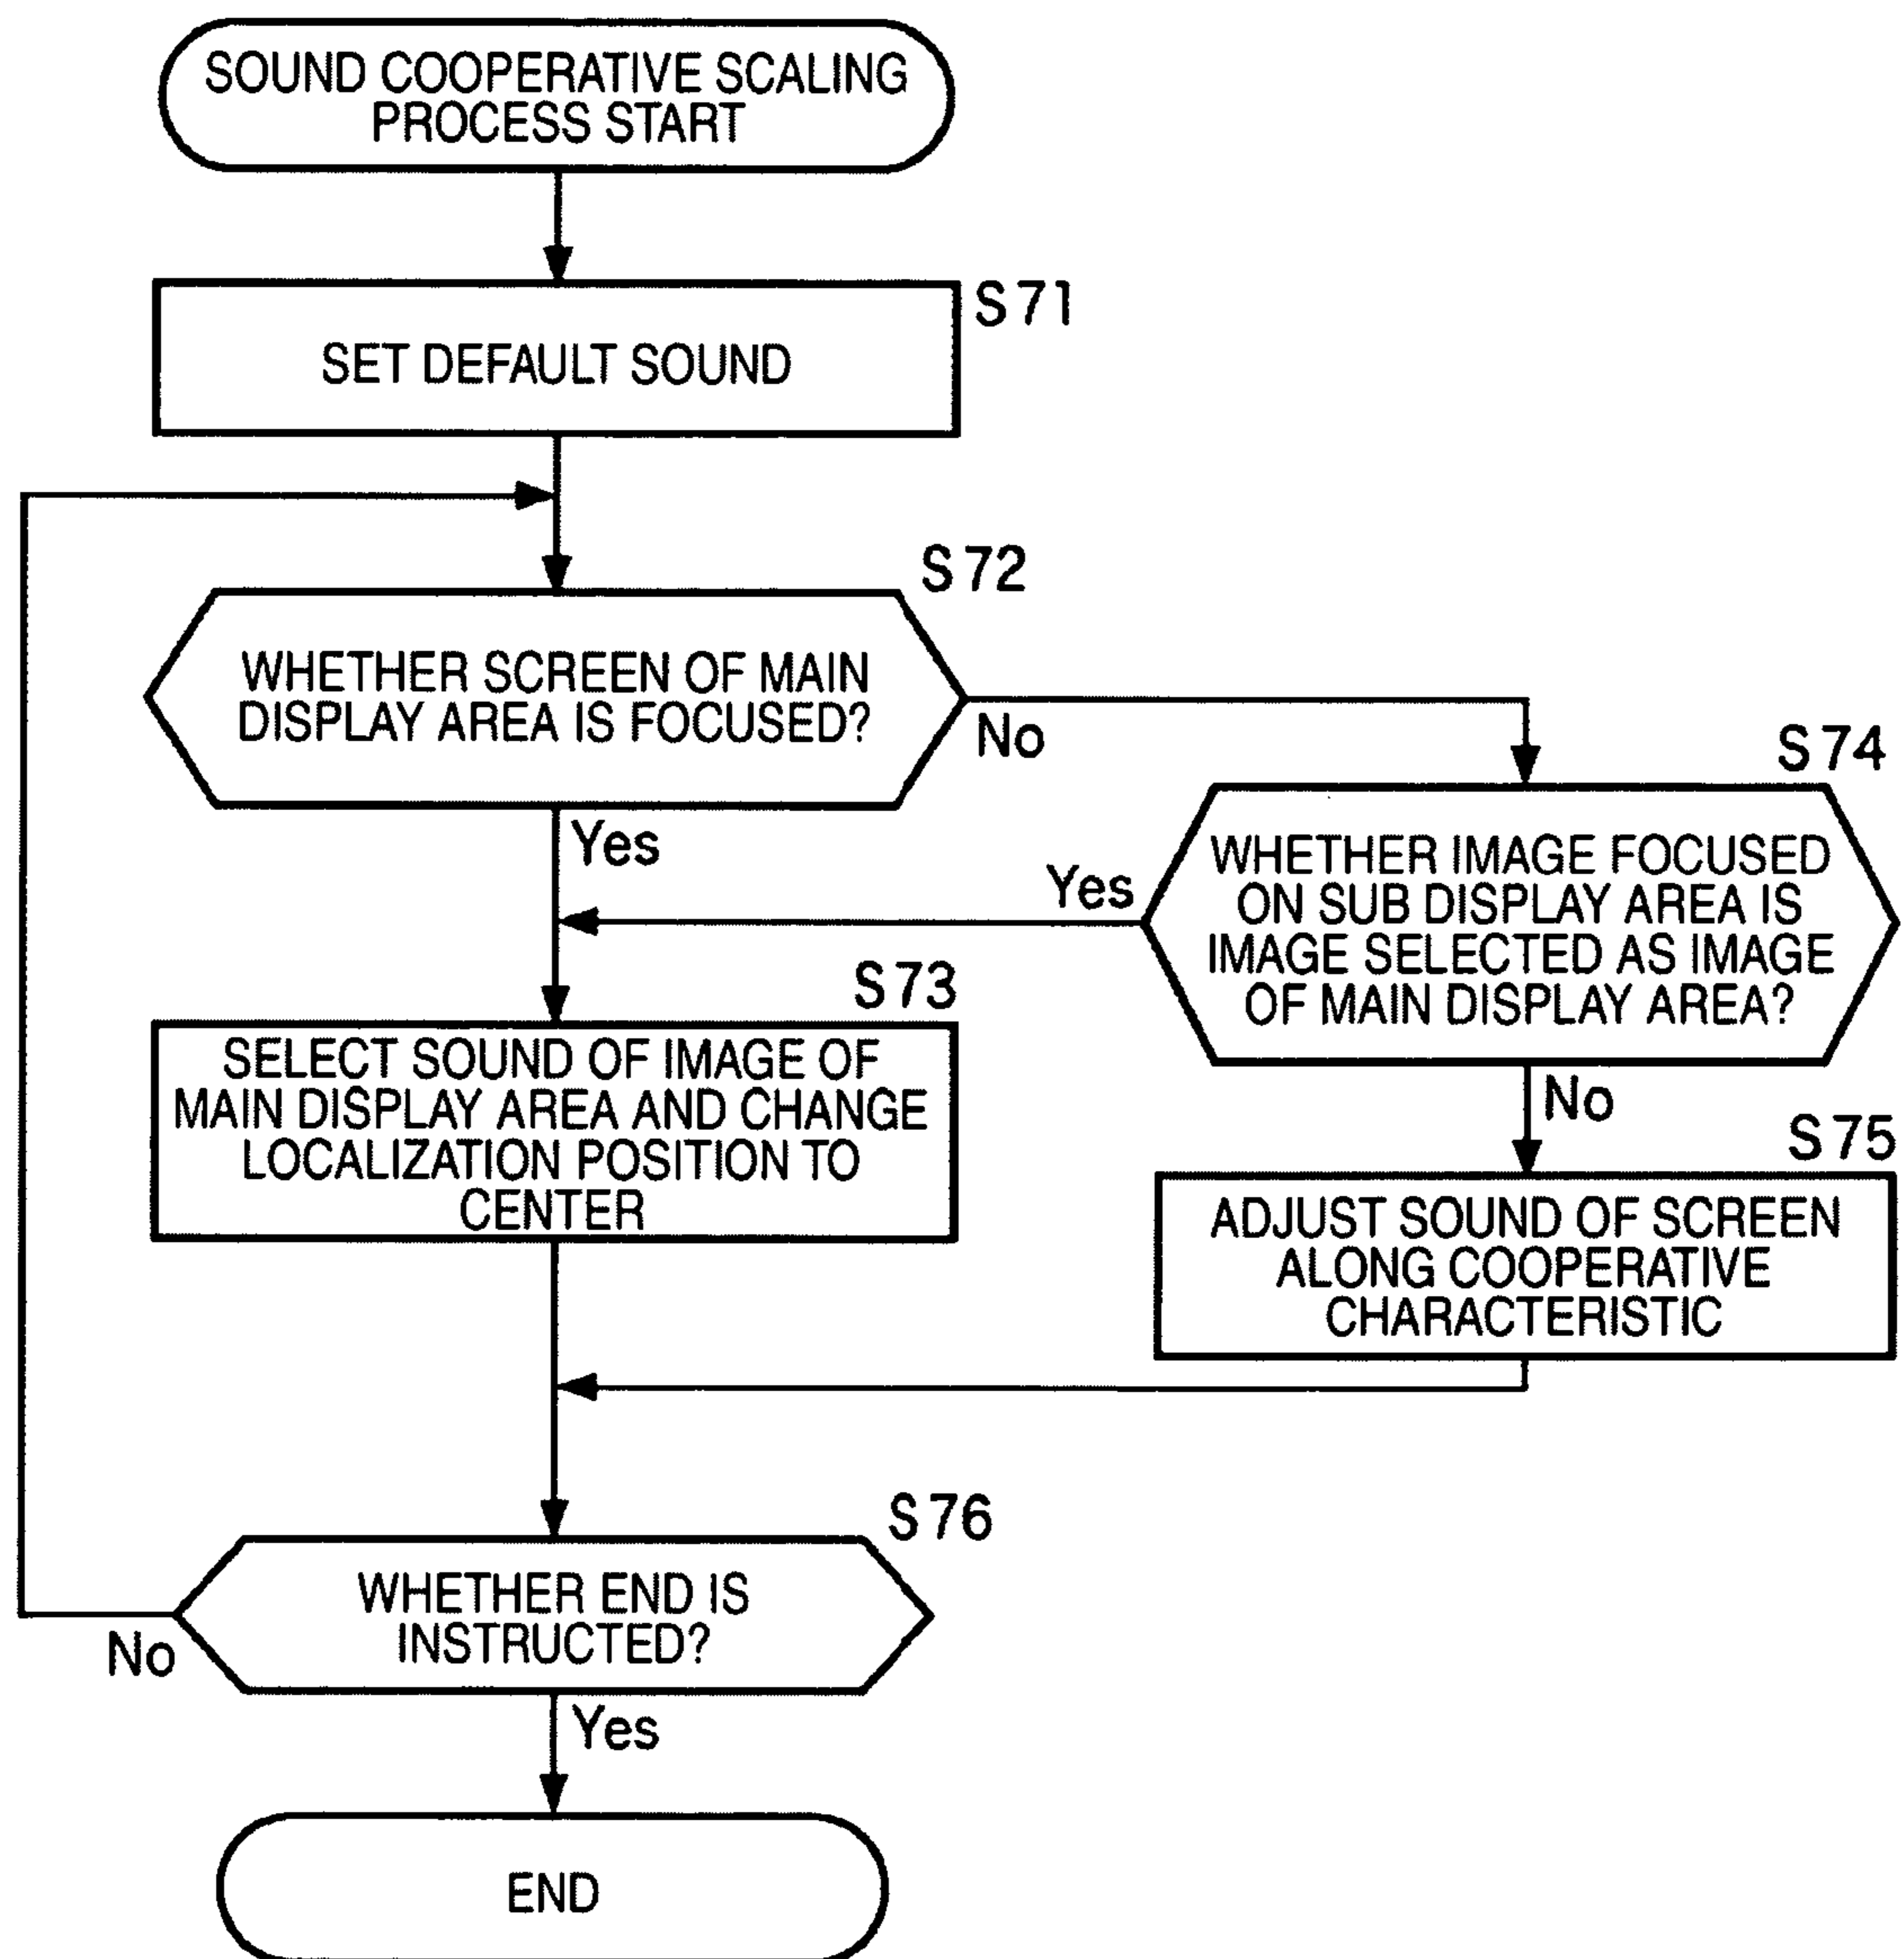 SOUND COOPERATIVE SCALING
PROCESS START
S71
SET DEFAULT SOUND
S72
WHETHER SCREEN OF MAIN
DISPLAY AREA IS FOCUSED?
No
Yes
S74
WHETHER IMAGE FOCUSED
ON SUB DISPLAY AREA IS
IMAGE SELECTED AS IMAGE
OF MAIN DISPLAY AREA?
Yes
No
S73
SELECT SOUND OF IMAGE OF
MAIN DISPLAY AREA AND CHANGE
LOCALIZATION POSITION TO
CENTER
S75
ADJUST SOUND OF SCREEN
ALONG COOPERATIVE
CHARACTERISTIC
S76
WHETHER END IS
INSTRUCTED?
No
Yes
END